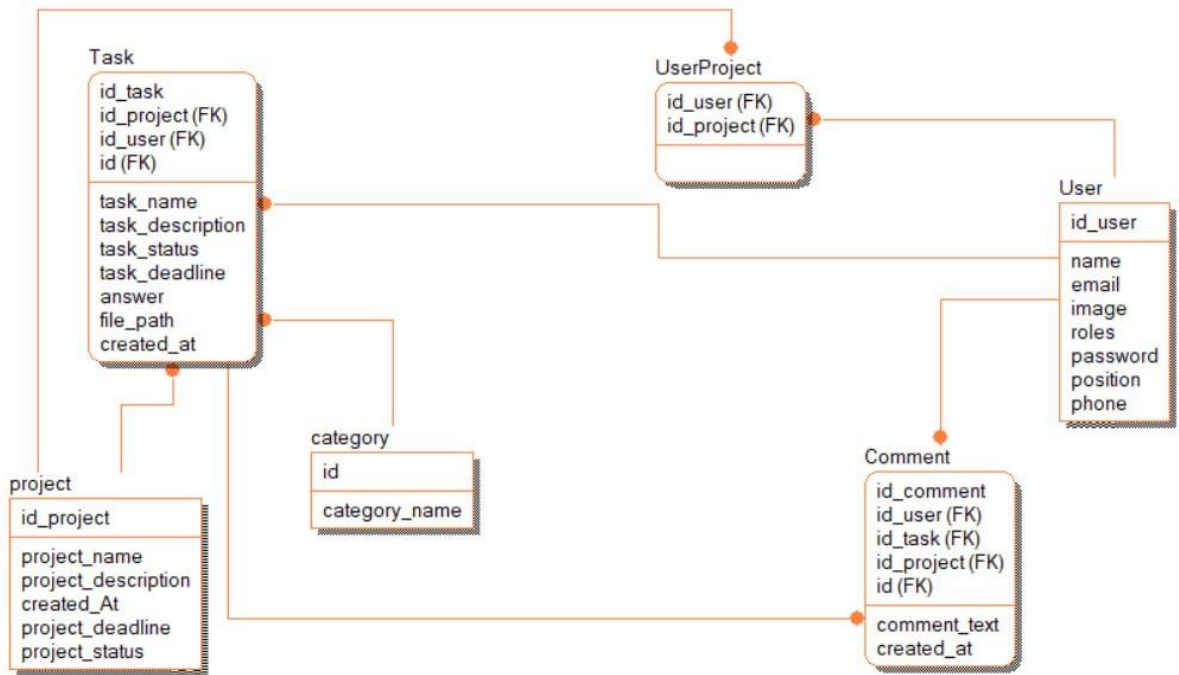 Task
id_task
id_project (FK)
id_user (FK)
id (FK)
task_name
task_description
task_status
task_deadline
answer
file_path
created_at
UserProject
id_user (FK)
id_project (FK)
User
id_user
name
email
image
roles
password
position
phone
category
id
category_name
Comment
id_comment
id_user (FK)
id_task (FK)
id_project (FK)
id (FK)
comment_text
created_at
project
id_project
project_name
project_description
created_At
project_deadline
project_status